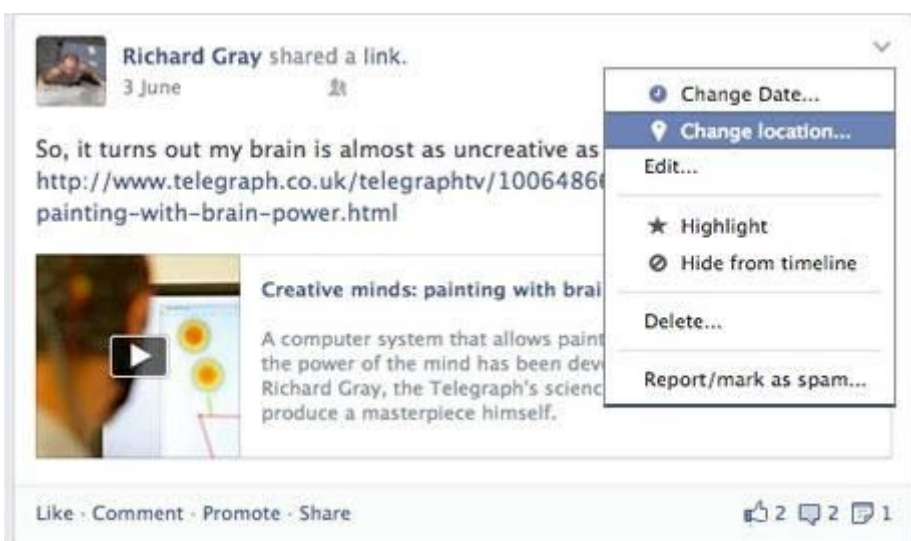 Richard Gray shared a link.
3 June
Change Date...
Change location...
Edit...
Highlight
Hide from timeline
Delete...
Report/mark as spam...
So, it turns out my brain is almost as uncreative as
http://www.telegraph.co.uk/telegraphtv/1006486
painting-with-brain-power.html
Creative minds: painting with brai
A computer system that allows paint
the power of the mind has been dev
Richard Gray, the Telegraph's scienc
produce a masterpiece himself.
Like · Comment · Promote · Share
2 2 1